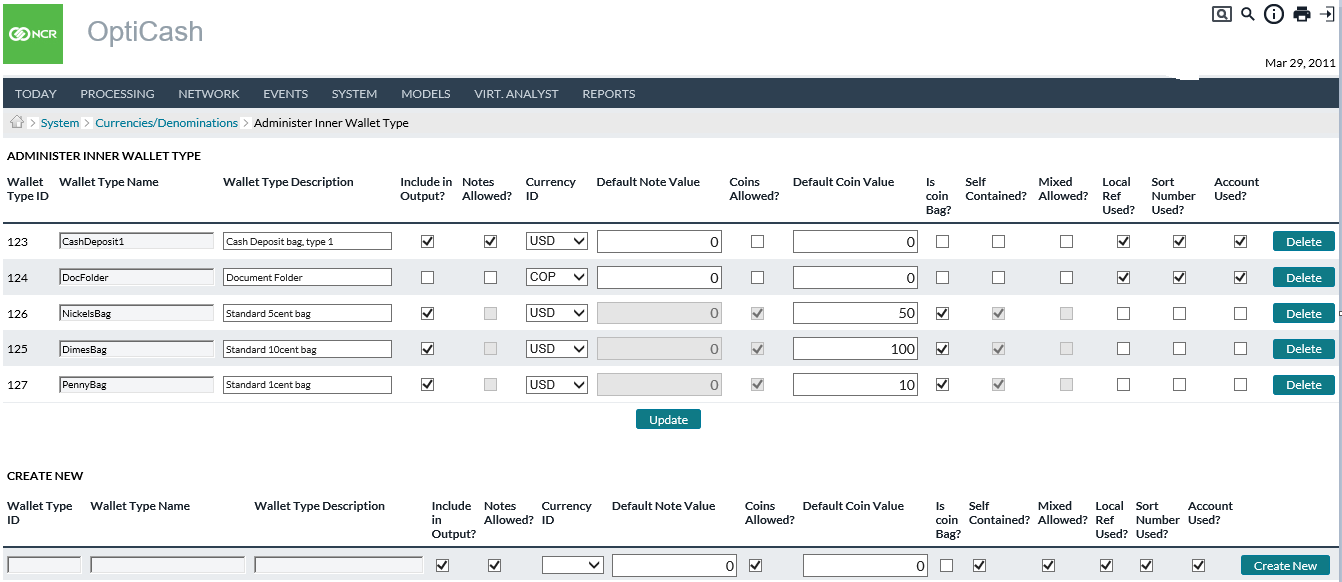 NCR
OptiCash
Mar 29, 2011
TODAY PROCESSING NETWORK EVENTS SYSTEM MODELS VIRT. ANALYST REPORTS
> System > Currencies/Denominations > Administer Inner Wallet Type
ADMINISTER INNER WALLET TYPE
Wallet Wallet Type Name Wallet Type Description Include in Notes Currency Default Note Value Coins Default Coin Value Is Self Mixed Local Sort Account
Type ID Output? Allowed? ID Allowed? coin Contained? Allowed? Ref Number Used?
Bag? Used? Used?
123 CashDeposit1 Cash Deposit bag, type 1 USD 0 0 Delete
124 DocFolder Document Folder COP 0 0 Delete
126 NickelsBag Standard 5cent bag USD 0 50 Delete
125 DimesBag Standard 10cent bag USD 0 100 Delete
127 PennyBag Standard 1cent bag USD 0 10 Delete
Update
CREATE NEW
Wallet Type Wallet Type Name Wallet Type Description Include Notes Currency Default Note Value Coins Default Coin Value Is Self Mixed Local Sort Account
ID in Allowed? ID Allowed? coin Contained? Allowed? Ref Number Used?
Output? Bag? Used? Used?
0 0 Create New